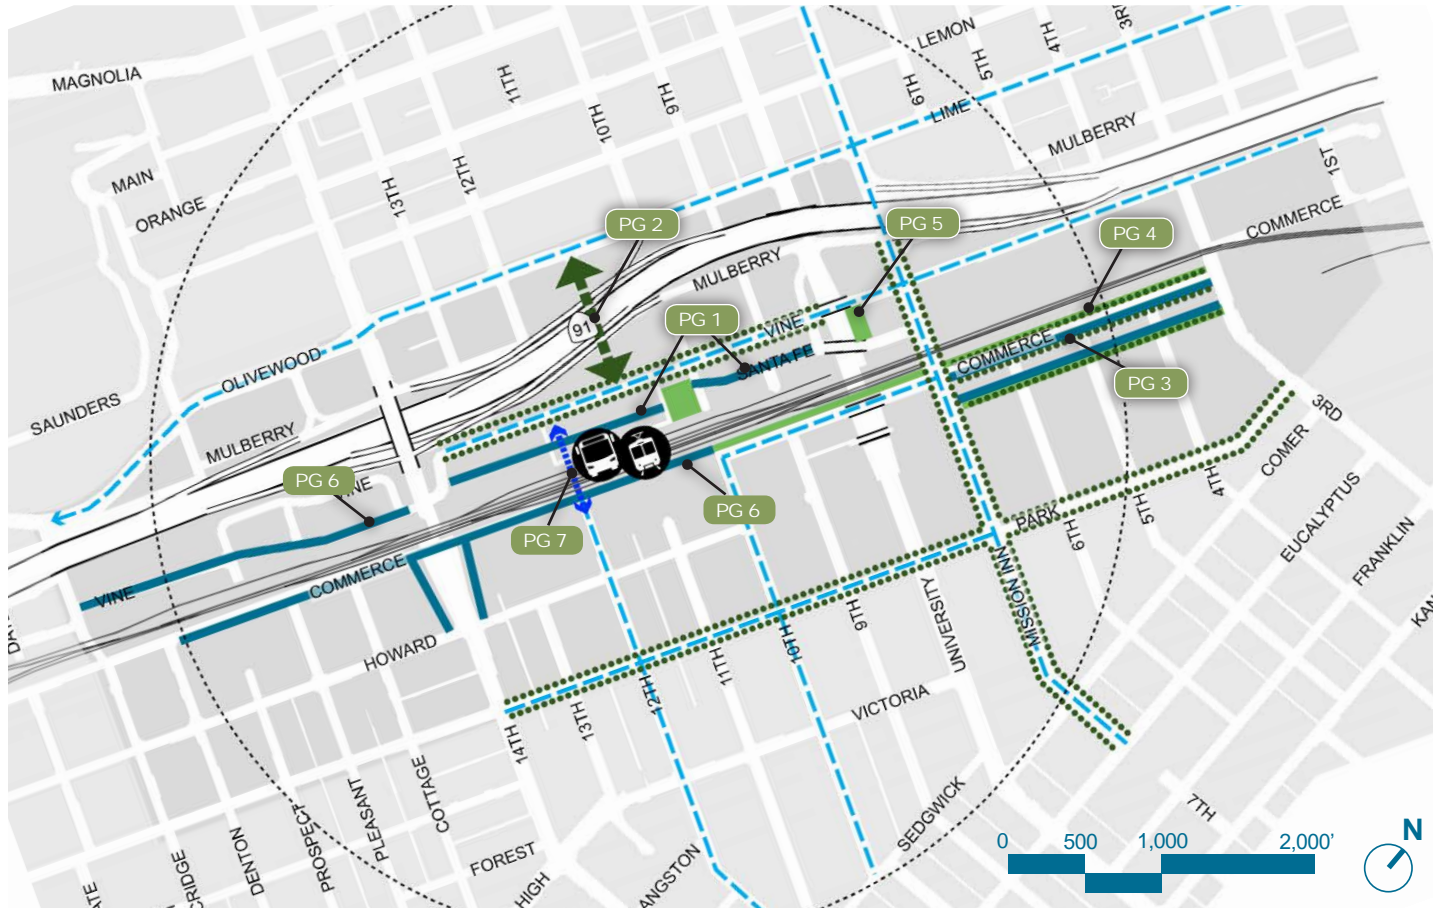 LEMON
3RD
4TH
5TH
6TH
11TH
10TH
9TH
MAGNOLIA
LIME
MULBERRY
1ST
MAIN
12TH
13TH
ORANGE
COMMERCE
PG 2
PG 5
PG 4
MULBERRY
91
PG 1
VINE
SANTA FE
COMMERCE
PG 3
OLIVEWOOD
SAUNDERS
MULBERRY
3RD
COMER
PG 6
VINE
PG 6
4TH
5TH
EUCALYPTUS
PARK
6TH
FRANKLIN
PG 7
COMMERCE
VINE
MISSION INN
UNIVERSITY
9TH
10TH
11TH
12TH
HOWARD
VICTORIA
13TH
14TH
COTTAGE
PLEASANT
PROSPECT
DENTON
SEDGWICK
7TH
FOREST
HIGH
0 500 1,000 2,000’
N